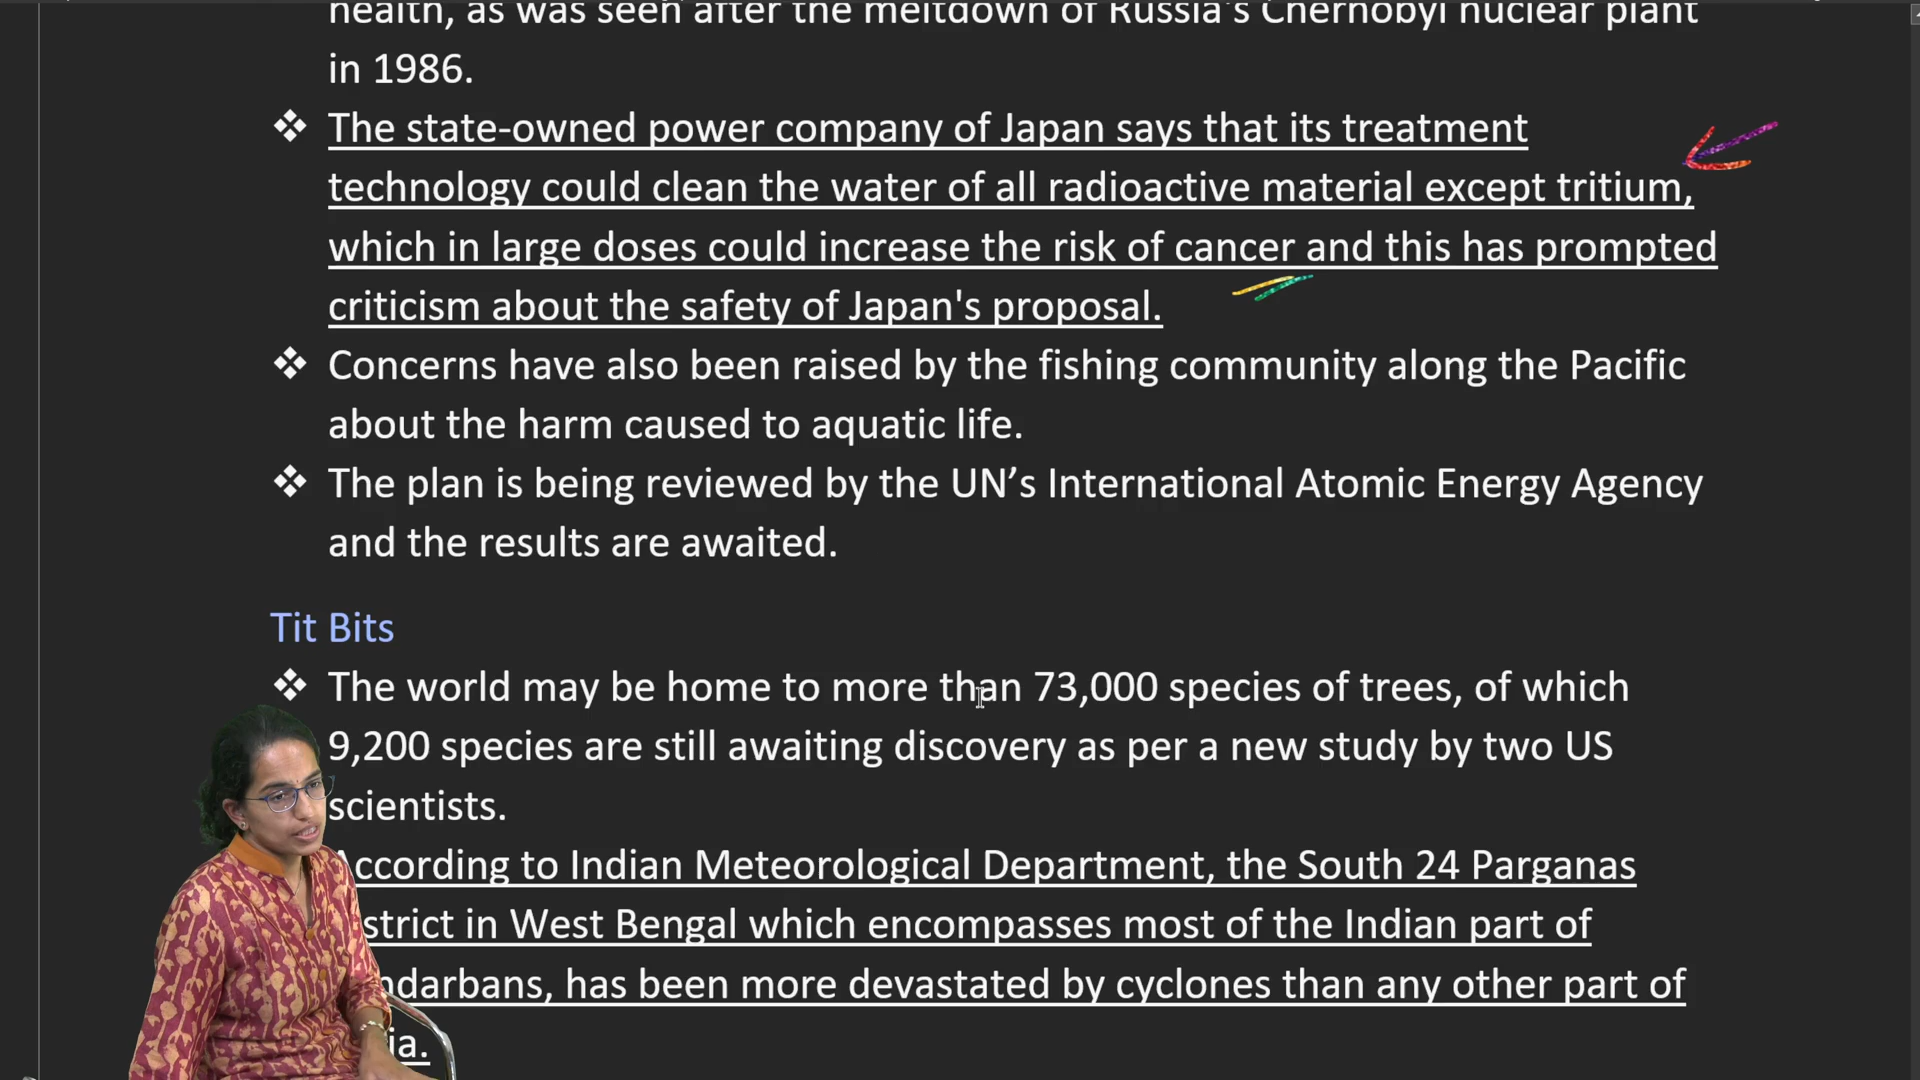 health, as was seen after the meltdown of Russia's Chernobyl nuclear plant
in 1986.
❖ The state-owned power company of Japan says that its treatment
technology could clean the water of all radioactive material except tritium,
which in large doses could increase the risk of cancer and this has prompted
criticism about the safety of Japan's proposal.
❖ Concerns have also been raised by the fishing community along the Pacific
about the harm caused to aquatic life.
❖ The plan is being reviewed by the UN’s International Atomic Energy Agency
and the results are awaited.
Tit Bits
❖ The world may be home to more than 73,000 species of trees, of which
9,200 species are still awaiting discovery as per a new study by two US
scientists.
According to Indian Meteorological Department, the South 24 Parganas
strict in West Bengal which encompasses most of the Indian part of
ndarbans, has been more devastated by cyclones than any other part of
ia.